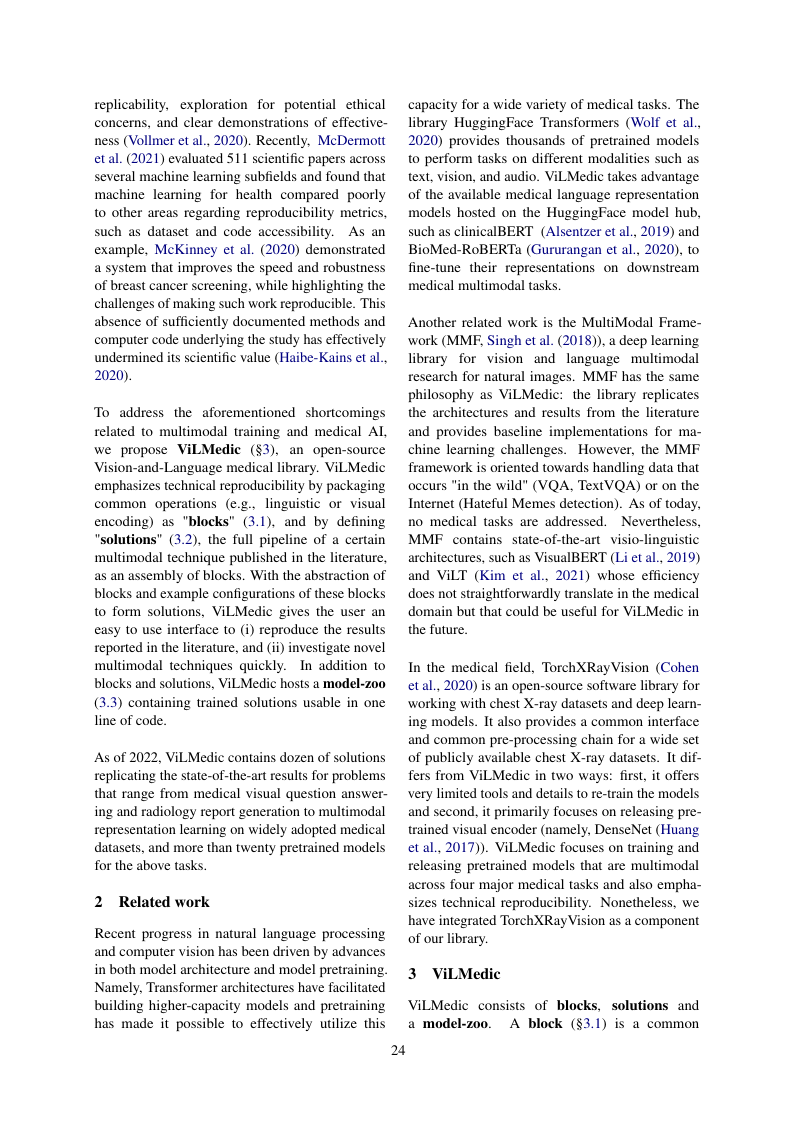 replicability, exploration for potential ethical
concerns, and clear demonstrations of effective-
ness (Vollmer et al., 2020). Recently, McDermott
et al. (2021) evaluated 511 scientific papers across
several machine learning subfields and found that
machine learning for health compared poorly
to other areas regarding reproducibility metrics,
such as dataset and code accessibility. As an
example, McKinney et al. (2020) demonstrated
a system that improves the speed and robustness
of breast cancer screening, while highlighting the
challenges of making such work reproducible. This
absence of sufficiently documented methods and
computer code underlying the study has effectively
undermined its scientific value (Haibe-Kains et al.,
2020).
To address the aforementioned shortcomings
related to multimodal training and medical AI,
we propose ViLMedic (§3), an open-source
Vision-and-Language medical library. ViLMedic
emphasizes technical reproducibility by packaging
common operations (e.g., linguistic or visual
encoding) as "blocks" (3.1), and by defining
"solutions" (3.2), the full pipeline of a certain
multimodal technique published in the literature,
as an assembly of blocks. With the abstraction of
blocks and example configurations of these blocks
to form solutions, ViLMedic gives the user an
easy to use interface to (i) reproduce the results
reported in the literature, and (ii) investigate novel
multimodal techniques quickly. In addition to
blocks and solutions, ViLMedic hosts a model-zoo
(3.3) containing trained solutions usable in one
line of code.
As of 2022, ViLMedic contains dozen of solutions
replicating the state-of-the-art results for problems
that range from medical visual question answer-
ing and radiology report generation to multimodal
representation learning on widely adopted medical
datasets, and more than twenty pretrained models
for the above tasks.
2 Related work
Recent progress in natural language processing
and computer vision has been driven by advances
in both model architecture and model pretraining.
Namely, Transformer architectures have facilitated
building higher-capacity models and pretraining
has made it possible to effectively utilize this
capacity for a wide variety of medical tasks. The
library HuggingFace Transformers (Wolf et al.,
2020) provides thousands of pretrained models
to perform tasks on different modalities such as
text, vision, and audio. ViLMedic takes advantage
of the available medical language representation
models hosted on the HuggingFace model hub,
such as clinicalBERT (Alsentzer et al., 2019) and
BioMed-RoBERTa (Gururangan et al., 2020), to
fine-tune their representations on downstream
medical multimodal tasks.
Another related work is the MultiModal Frame-
work (MMF, Singh et al. (2018)), a deep learning
library for vision and language multimodal
research for natural images. MMF has the same
philosophy as ViLMedic: the library replicates
the architectures and results from the literature
and provides baseline implementations for ma-
chine learning challenges. However, the MMF
framework is oriented towards handling data that
occurs "in the wild" (VQA, TextVQA) or on the
Internet (Hateful Memes detection). As of today,
no medical tasks are addressed. Nevertheless,
MMF contains state-of-the-art visio-linguistic
architectures, such as VisualBERT (Li et al., 2019)
and ViLT (Kim et al., 2021) whose efficiency
does not straightforwardly translate in the medical
domain but that could be useful for ViLMedic in
the future.
In the medical field, TorchXRayVision (Cohen
et al., 2020) is an open-source software library for
working with chest X-ray datasets and deep learn-
ing models. It also provides a common interface
and common pre-processing chain for a wide set
of publicly available chest X-ray datasets. It dif-
fers from ViLMedic in two ways: first, it offers
very limited tools and details to re-train the models
and second, it primarily focuses on releasing pre-
trained visual encoder (namely, DenseNet (Huang
et al., 2017)). ViLMedic focuses on training and
releasing pretrained models that are multimodal
across four major medical tasks and also empha-
sizes technical reproducibility. Nonetheless, we
have integrated TorchXRayVision as a component
of our library.
3 ViLMedic
ViLMedic consists of blocks, solutions and
a model-zoo. A block (§3.1) is a common
24